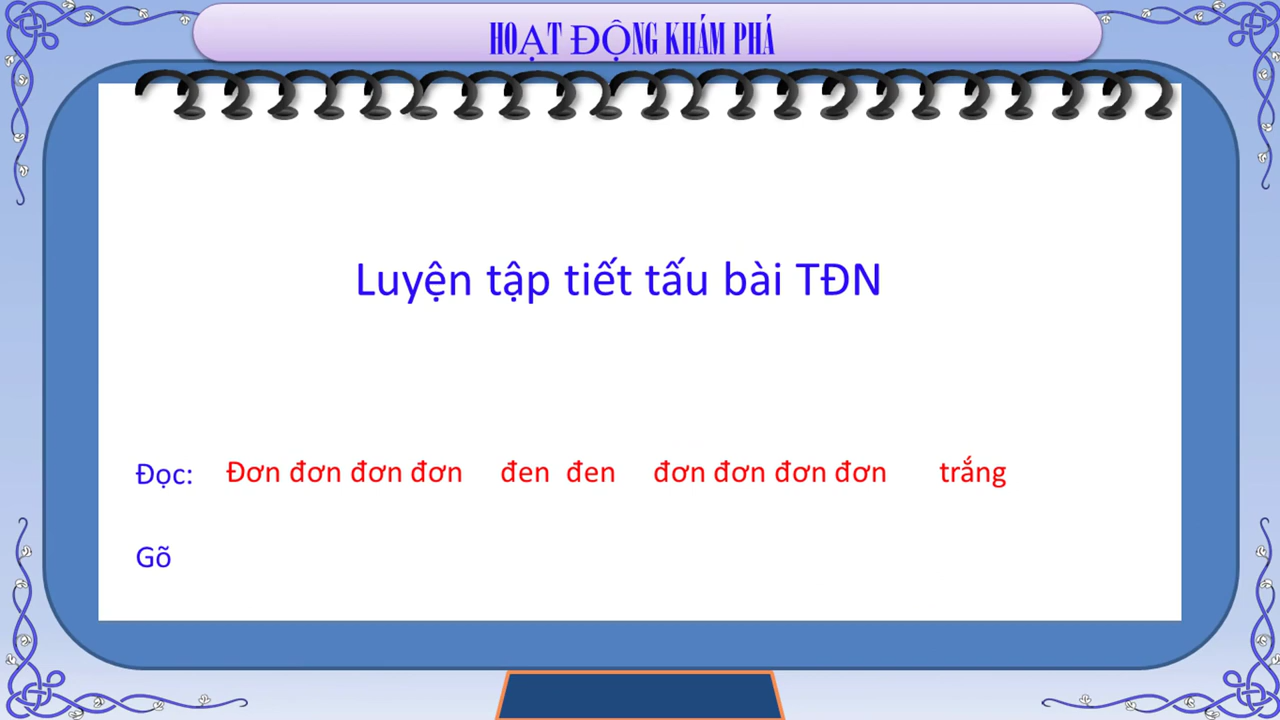 HOẠT ĐỘNG KHÁM PHÁ
Luyện tập tiết tấu bài TĐN
Đọc: Đơn đơn đơn đơn đen đen đơn đơn đơn đơn trắng
Gõ